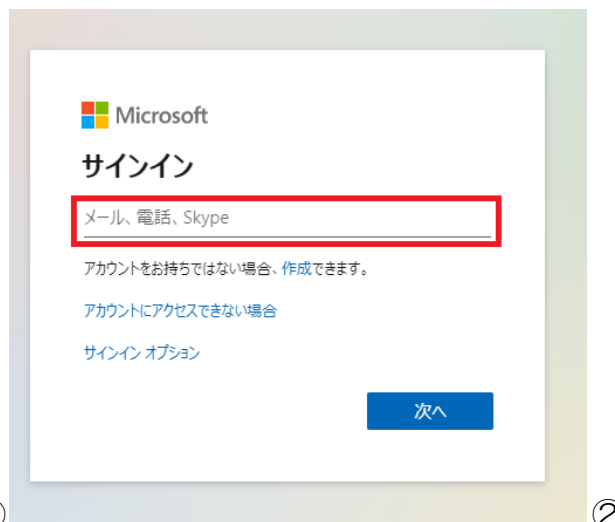 Microsoft
サインイン
メール、電話、Skype
アカウントをお持ちではない場合、作成できます。
アカウントにアクセスできない場合
サインイン オプション
次へ
②